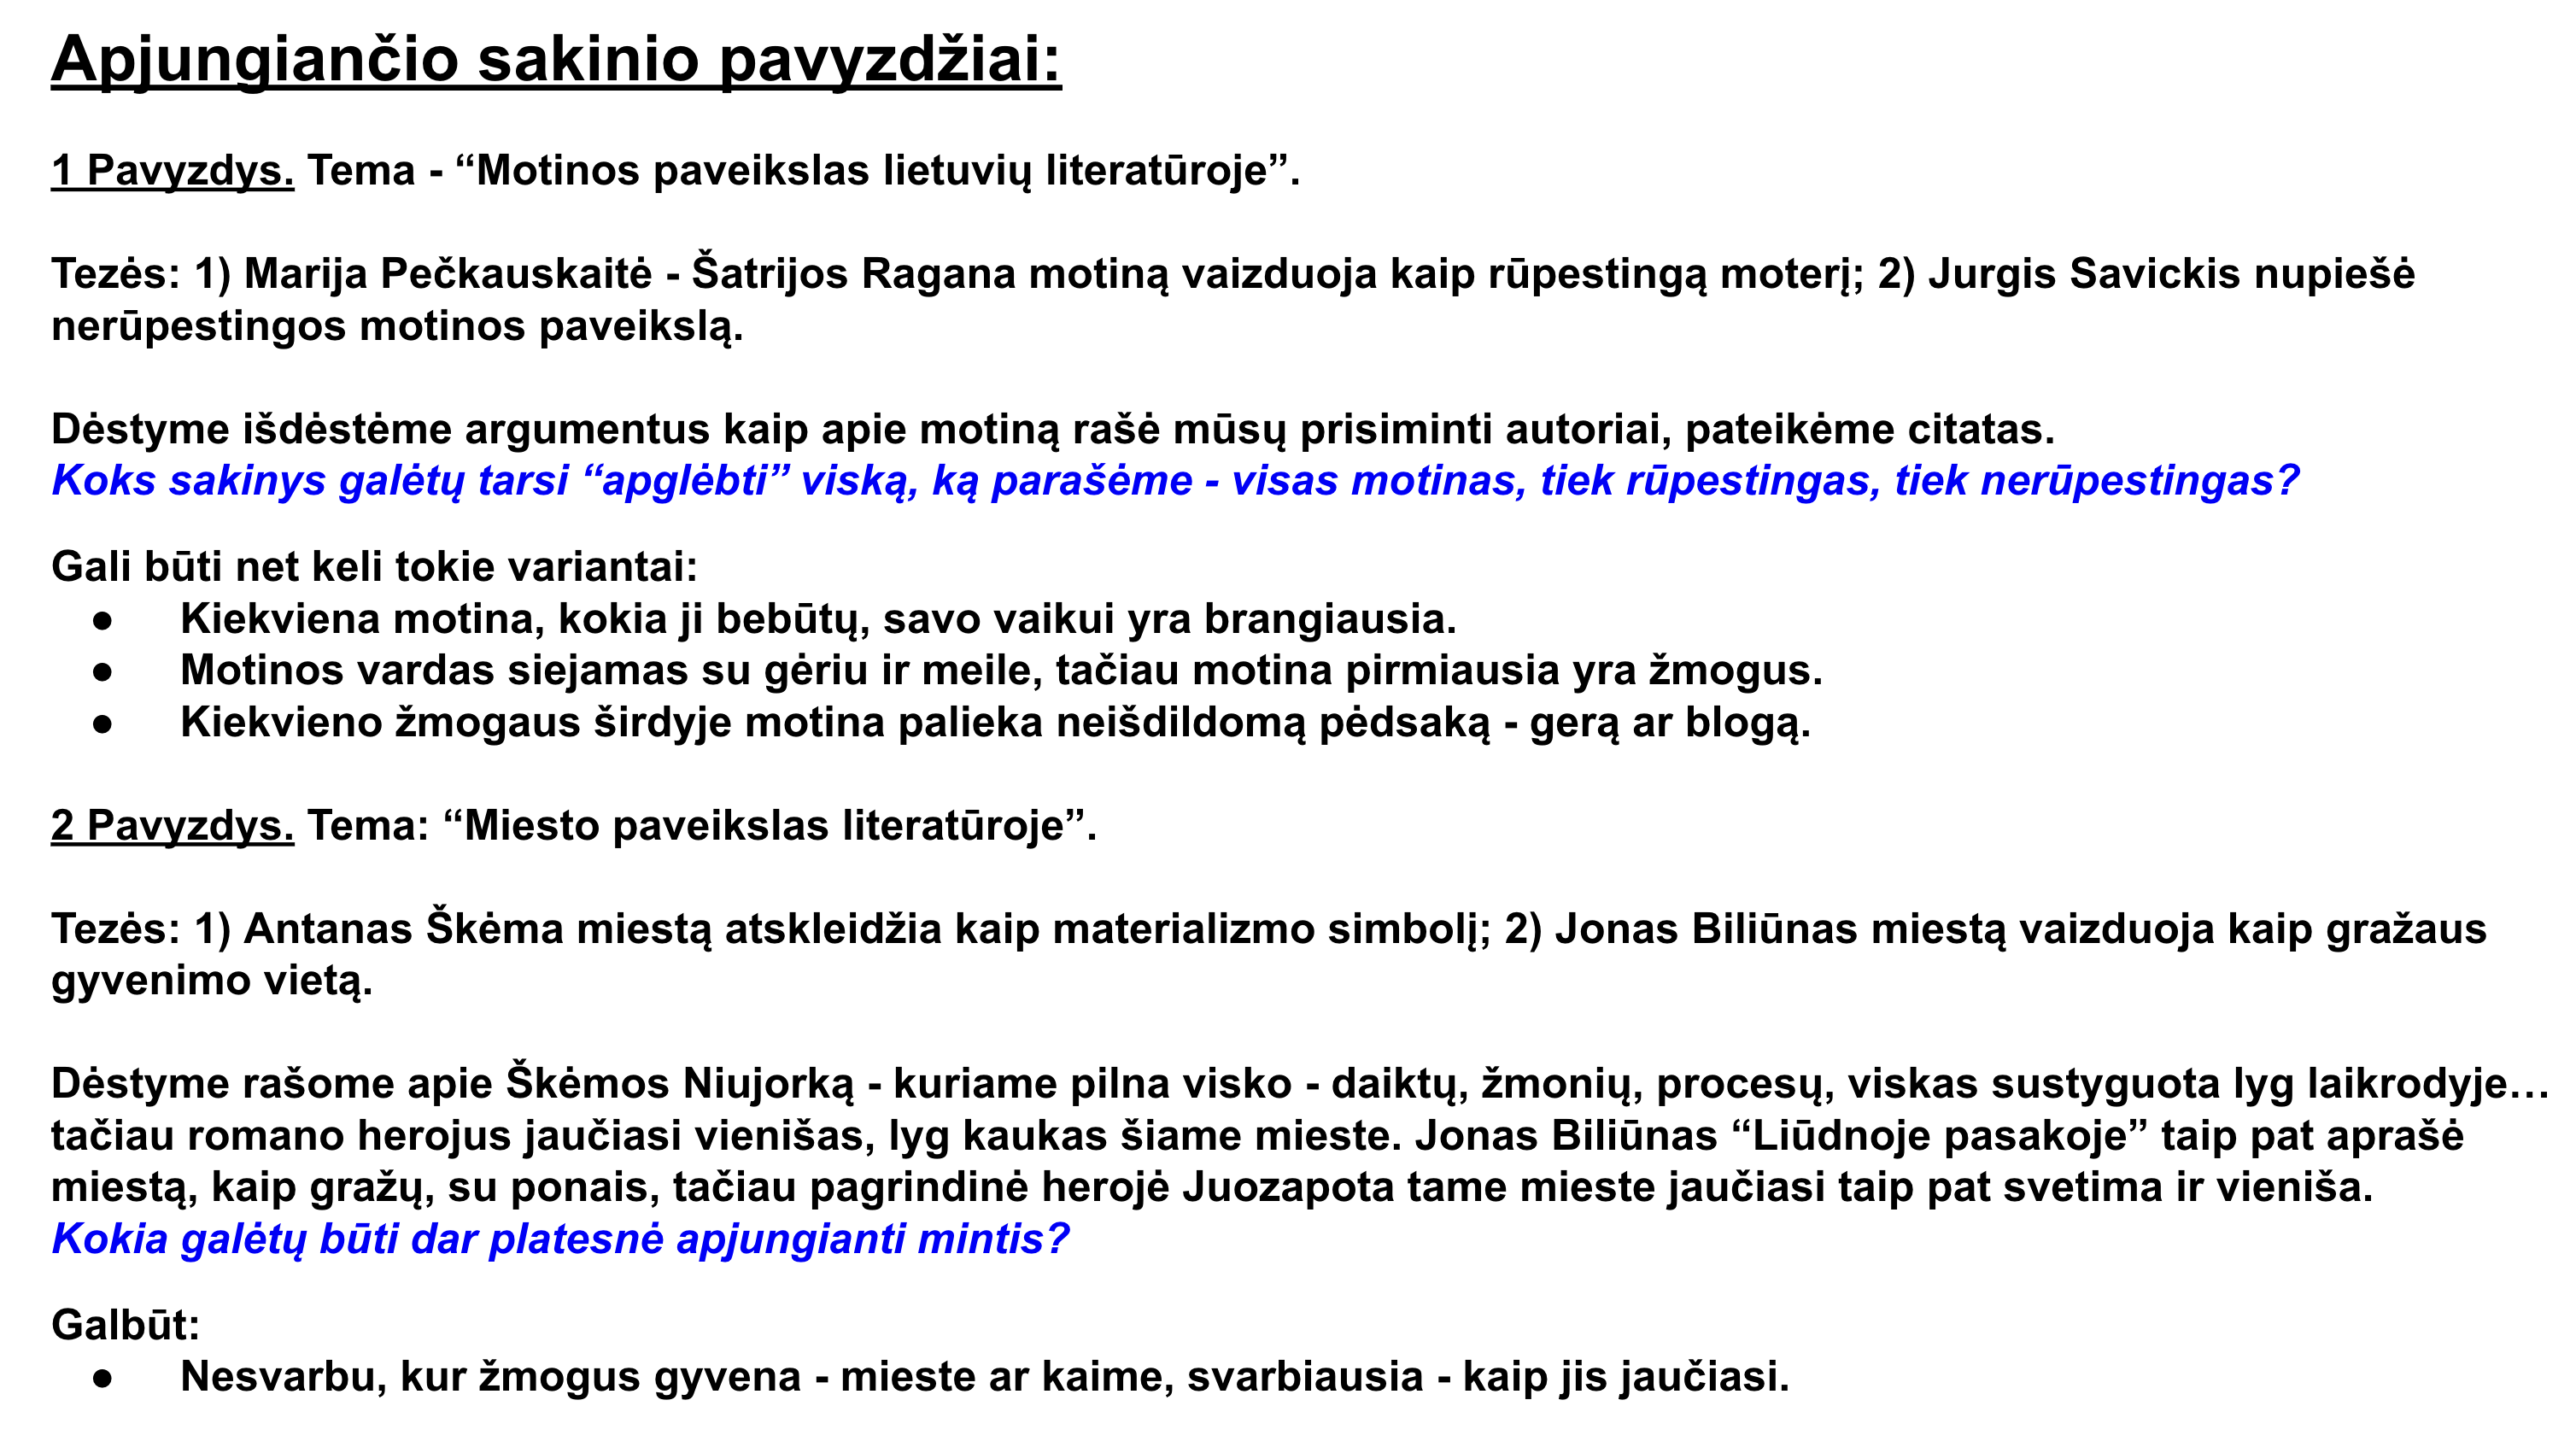 Apjungiančio sakinio pavyzdžiai:
1 Pavyzdys. Tema - “Motinos paveikslas lietuvių literatūroje”.
Tezės: 1) Marija Pečkauskaitė - Šatrijos Ragana motiną vaizduoja kaip rūpestingą moterį; 2) Jurgis Savickis nupiešė
nerūpestingos motinos paveikslą.
Dėstyme išdėstėme argumentus kaip apie motiną rašė mūsų prisiminti autoriai, pateikėme citatas.
Koks sakinys galėtų tarsi “apglėbti” viską, ką parašėme - visas motinas, tiek rūpestingas, tiek nerūpestingas?
Gali būti net keli tokie variantai:
● Kiekviena motina, kokia ji bebūtų, savo vaikui yra brangiausia.
● Motinos vardas siejamas su gėriu ir meile, tačiau motina pirmiausia yra žmogus.
● Kiekvieno žmogaus širdyje motina palieka neišdildomą pėdsaką - gerą ar blogą.
2 Pavyzdys. Tema: “Miesto paveikslas literatūroje”.
Tezės: 1) Antanas Škėma miestą atskleidžia kaip materializmo simbolį; 2) Jonas Biliūnas miestą vaizduoja kaip gražaus
gyvenimo vietą.
Dėstyme rašome apie Škėmos Niujorką - kuriame pilna visko - daiktų, žmonių, procesų, viskas sustyguota lyg laikrodyje…
tačiau romano herojus jaučiasi vienišas, lyg kaukas šiame mieste. Jonas Biliūnas “Liūdnoje pasakoje” taip pat aprašė
miestą, kaip gražų, su ponais, tačiau pagrindinė herojė Juozapota tame mieste jaučiasi taip pat svetima ir vieniša.
Kokia galėtų būti dar platesnė apjungianti mintis?
Galbūt:
● Nesvarbu, kur žmogus gyvena - mieste ar kaime, svarbiausia - kaip jis jaučiasi.